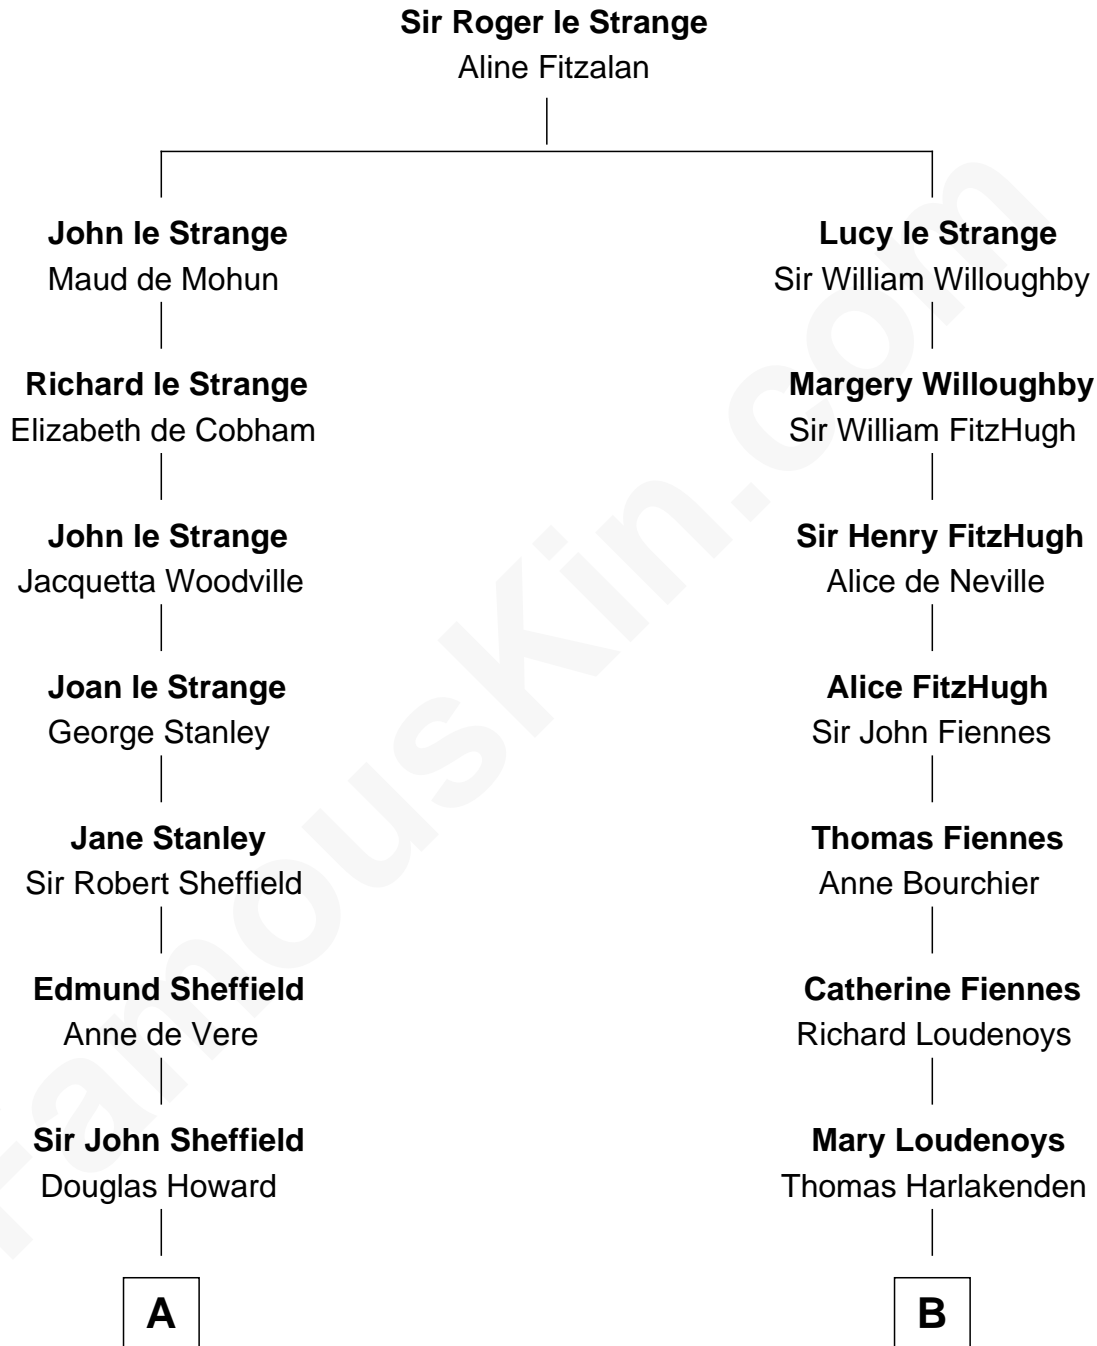 Sir Roger le Strange
Aline Fitzalan
John le Strange
Maud de Mohun
Lucy le Strange
Sir William Willoughby
Richard le Strange
Elizabeth de Cobham
Margery Willoughby
Sir William FitzHugh
John le Strange
Jacquetta Woodville
Sir Henry FitzHugh
Alice de Neville
Joan le Strange
George Stanley
Alice FitzHugh
Sir John Fiennes
Jane Stanley
Sir Robert Sheffield
Thomas Fiennes
Anne Bourchier
Edmund Sheffield
Anne de Vere
Catherine Fiennes
Richard Loudenoys
Sir John Sheffield
Douglas Howard
Mary Loudenoys
Thomas Harlakenden
A
B
FamousKin.com